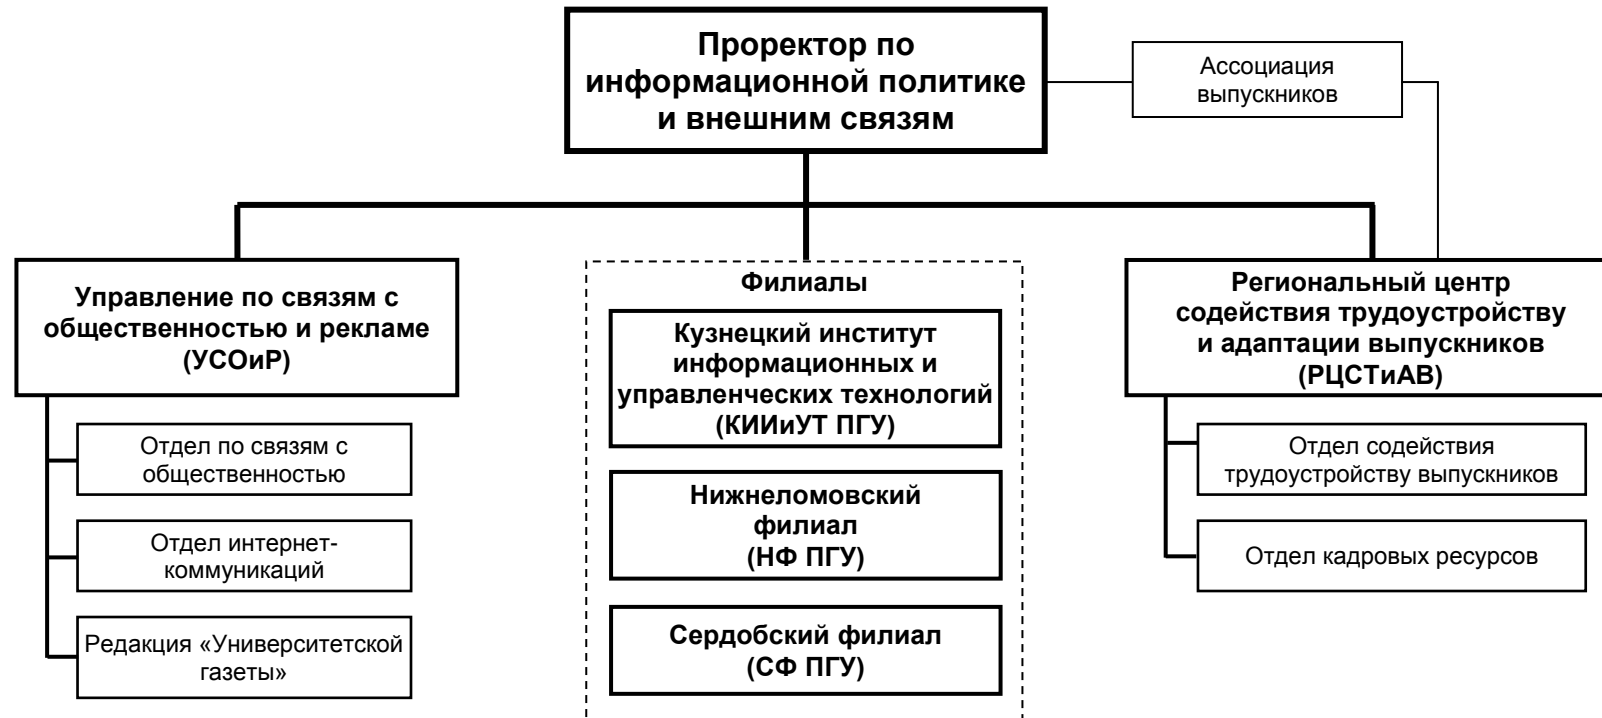 Проректор по
информационной политике
и внешним связям
Ассоциация
выпускников
Управление по связям с
общественностью и рекламе
(УСОиР)
Отдел по связям с
общественностью
Отдел интернет-
коммуникаций
Редакция «Университетской
газеты»
Филиалы
Кузнецкий институт
информационных и
управленческих технологий
(КИИиУТ ПГУ)
Нижнеломовский
филиал
(НФ ПГУ)
Сердобский филиал
(СФ ПГУ)
Региональный центр
содействия трудоустройству
и адаптации выпускников
(РЦСТиАВ)
Отдел содействия
трудоустройству выпускников
Отдел кадровых ресурсов